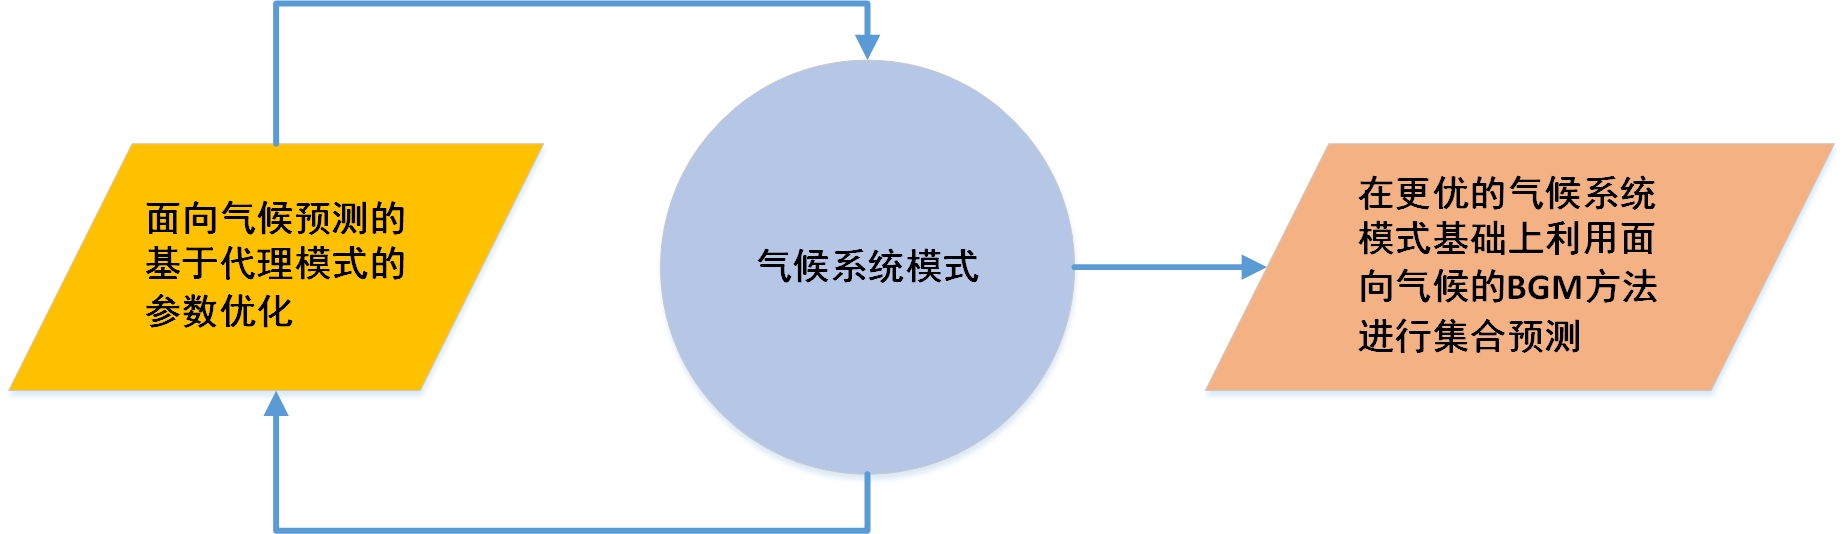 面向气候预测的
基于代理模式的
参数优化
气候系统模式
在更优的气候系统
模式基础上利用面
向气候的BGM方法
进行集合预测